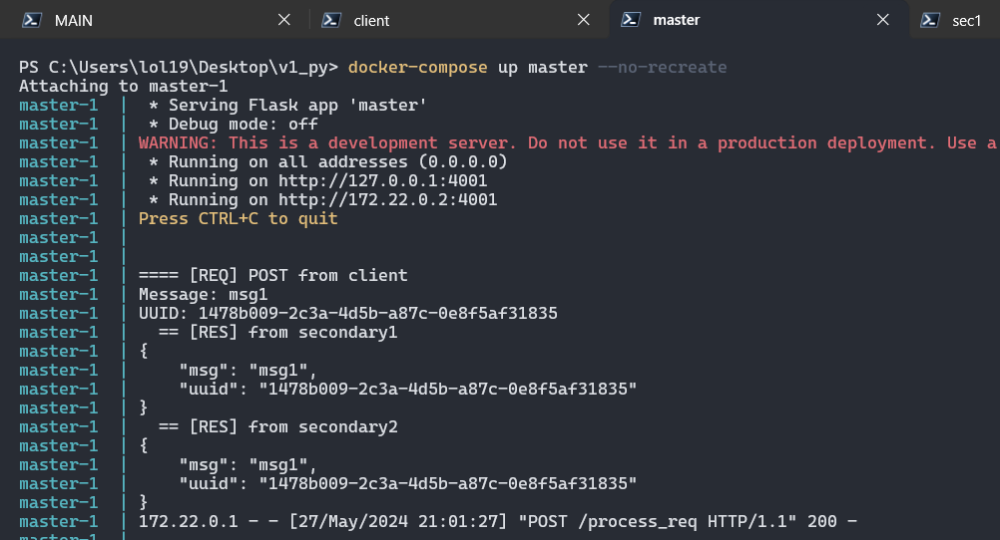 MAIN client master sec1
PS C:\Users\lol19\Desktop\v1_py> docker-compose up master --no-recreate
Attaching to master-1
master-1 | * Serving Flask app 'master'
master-1 | * Debug mode: off
master-1 | WARNING: This is a development server. Do not use it in a production deployment. Use a
master-1 | * Running on all addresses (0.0.0.0)
master-1 | * Running on http://127.0.0.1:4001
master-1 | * Running on http://172.22.0.2:4001
master-1 | Press CTRL+C to quit
master-1 |
master-1 |
master-1 | ==== [REQ] POST from client
master-1 | Message: msg1
master-1 | UUID: 1478b009-2c3a-4d5b-a87c-0e8f5af31835
master-1 | == [RES] from secondary1
master-1 | {
master-1 | "msg": "msg1",
master-1 | "uuid": "1478b009-2c3a-4d5b-a87c-0e8f5af31835"
master-1 | }
master-1 | == [RES] from secondary2
master-1 | {
master-1 | "msg": "msg1",
master-1 | "uuid": "1478b009-2c3a-4d5b-a87c-0e8f5af31835"
master-1 | }
master-1 | 172.22.0.1 - - [27/May/2024 21:01:27] "POST /process_req HTTP/1.1" 200 -
master-1 |